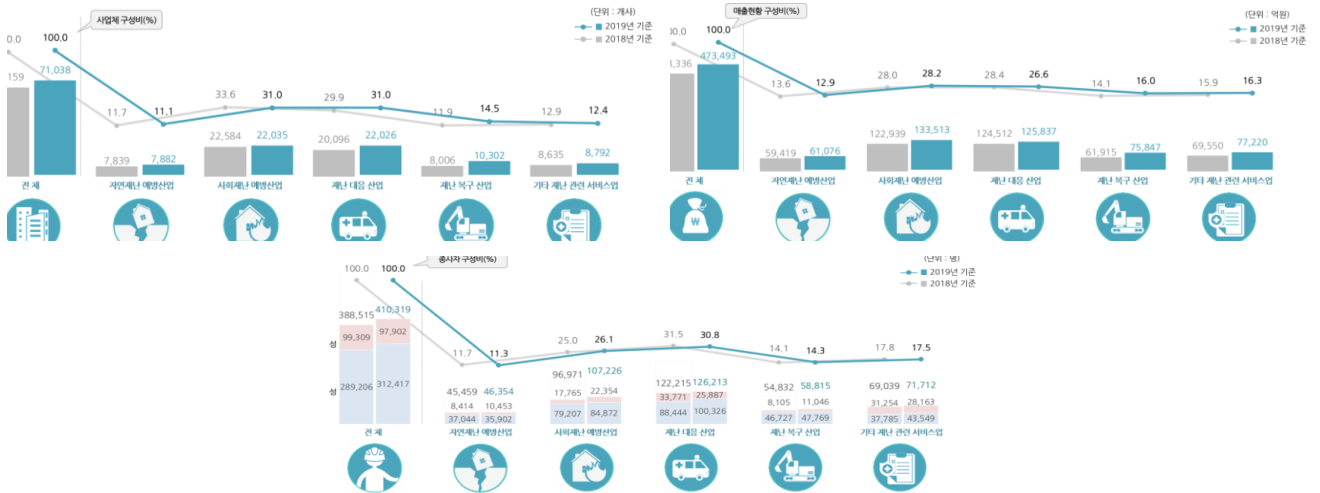 사업체 구성비(%)
(단위 : 개사)
2019년 기준
2018년 기준
0.0
100.0
159
71,038
11.7
11.1
33.6
31.0
29.9
31.0
11.9
14.5
12.9
12.4
7,839
7,882
22,584
22,035
20,096
22,026
8,006
10,302
8,635
8,792
전 체
자연재난 예방산업
사회재난 예방산업
재난 대응 산업
재난 복구 산업
기타 재난 관련 서비스업
매출현황 구성비(%)
(단위 : 억원)
2019년 기준
2018년 기준
00.0
100.0
,336
473,493
13.6
12.9
28.0
28.2
28.4
26.6
14.1
16.0
15.9
16.3
59,419
61,076
122,939
133,513
124,512
125,837
61,915
75,847
69,550
77,220
전 체
자연재난 예방산업
사회재난 예방산업
재난 대응 산업
재난 복구 산업
기타 재난 관련 서비스업
₩
종사자 구성비(%)
(단위 : 명)
2019년 기준
2018년 기준
100.0
100.0
388,515
410,319
성
99,309
97,902
성
289,206
312,417
11.7
11.3
25.0
26.1
31.5
30.8
14.1
14.3
17.8
17.5
45,459 46,354
8,414 10,453
37,044 35,902
96,971 107,226
17,765 22,354
79,207 84,872
122,215 126,213
33,771 25,887
88,444 100,326
54,832 58,815
8,105 11,046
46,727 47,769
69,039 71,712
31,254 28,163
37,785 43,549
전 체
자연재난 예방산업
사회재난 예방산업
재난 대응 산업
재난 복구 산업
기타 재난 관련 서비스업